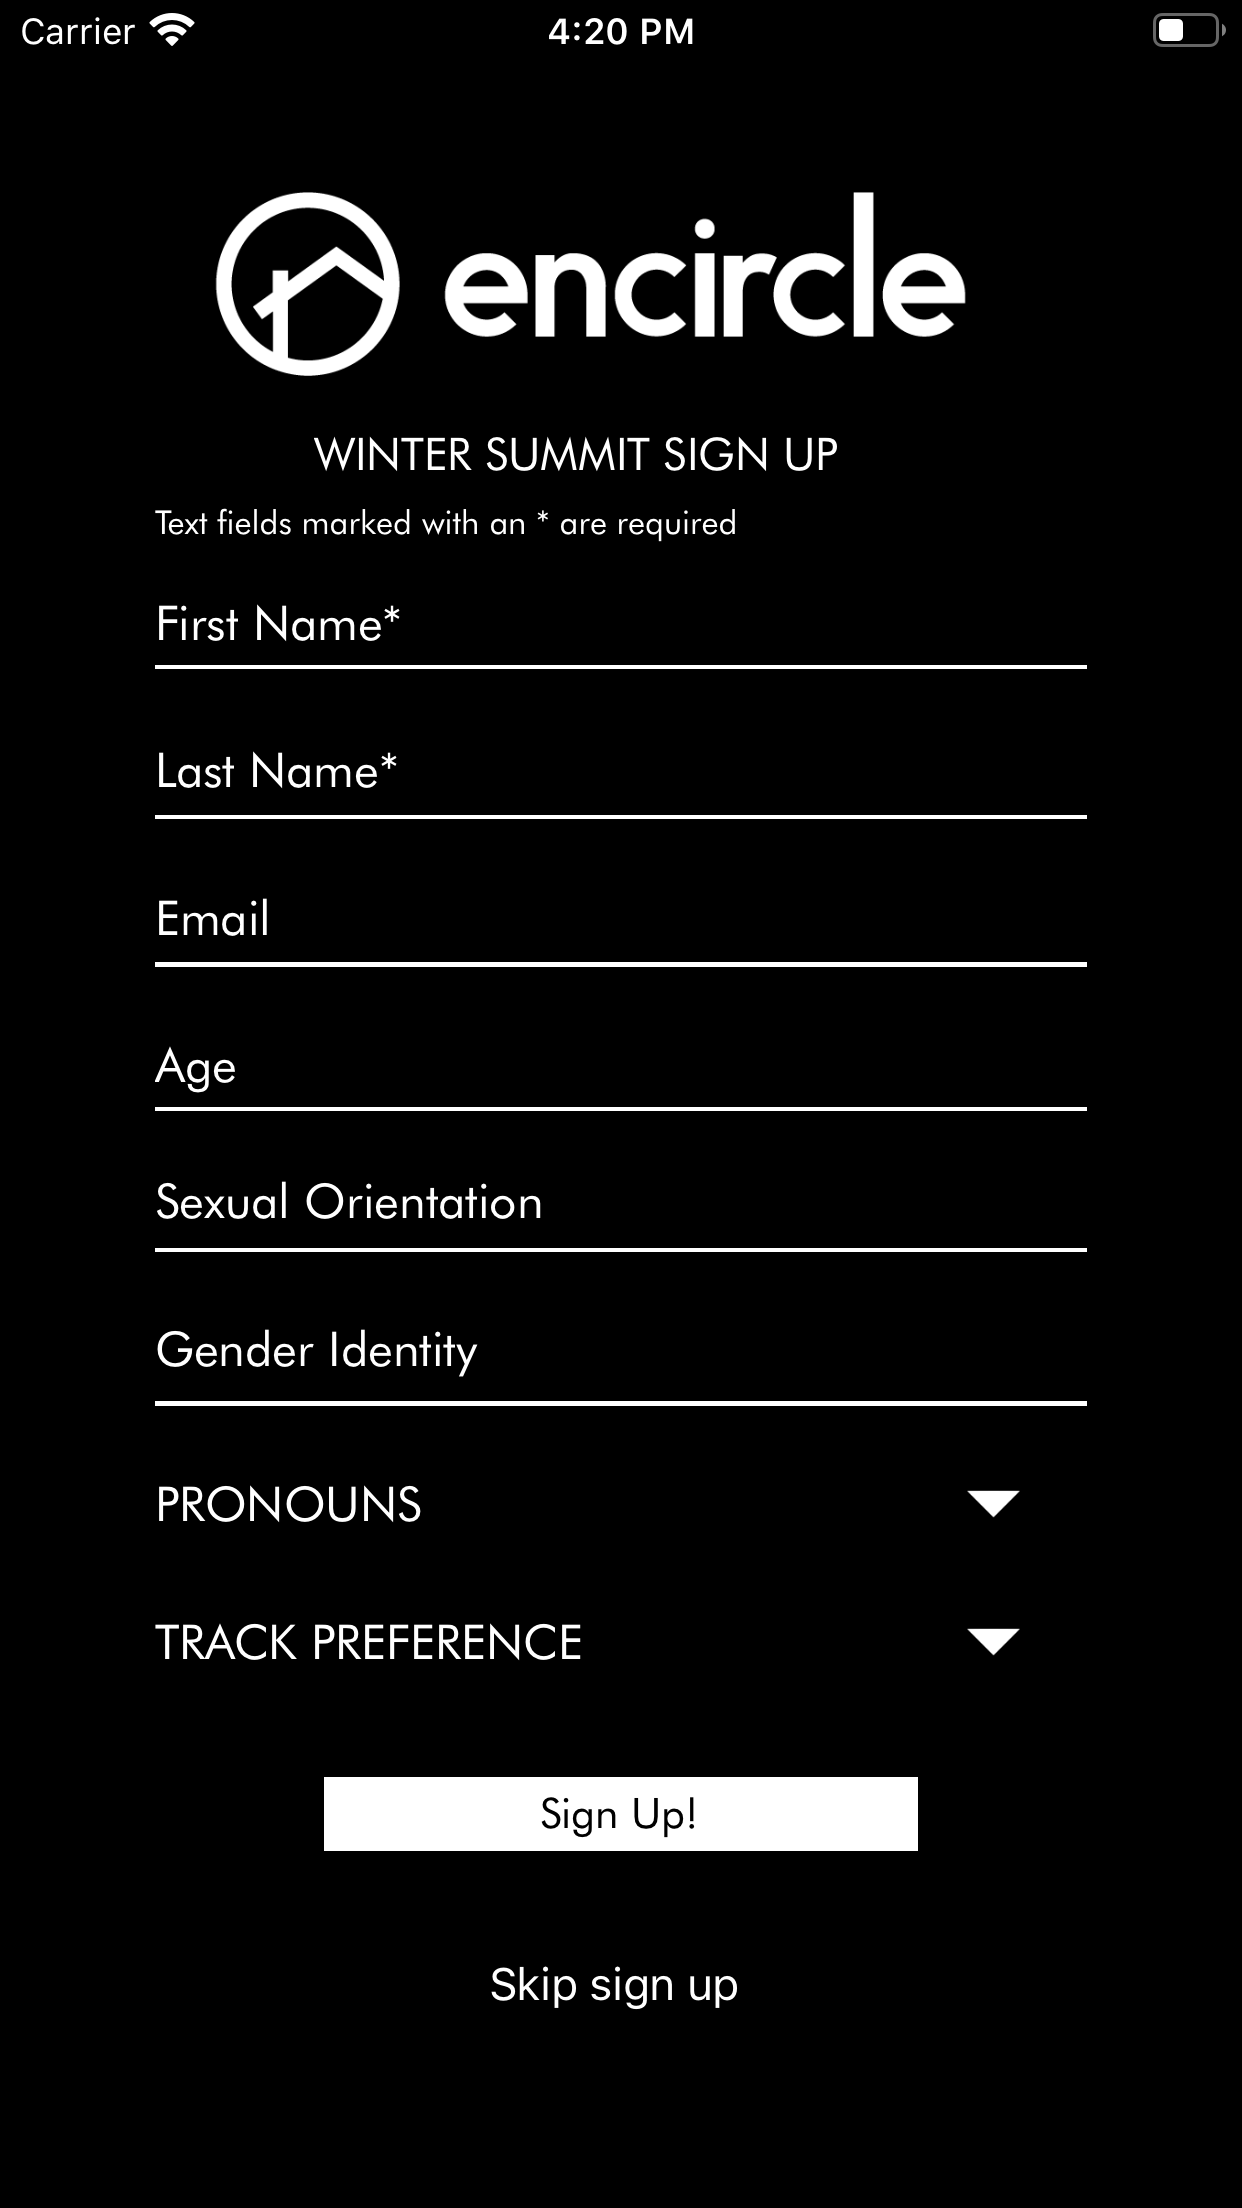 Carrier 4:20 PM
encircle
WINTER SUMMIT SIGN UP
Text fields marked with an * are required
First Name*
Last Name*
Email
Age
Sexual Orientation
Gender Identity
PRONOUNS
TRACK PREFERENCE
Sign Up!
Skip sign up